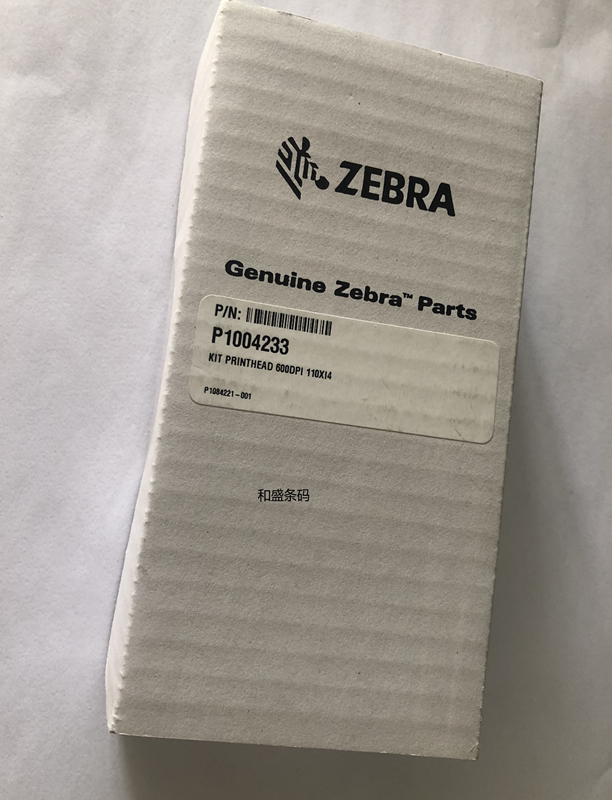 ZEBRA
Genuine Zebra™ Parts
P/N:
P1004233
KIT PRINTHEAD 600DPI 110XI4
P1084221-001
和盛条码